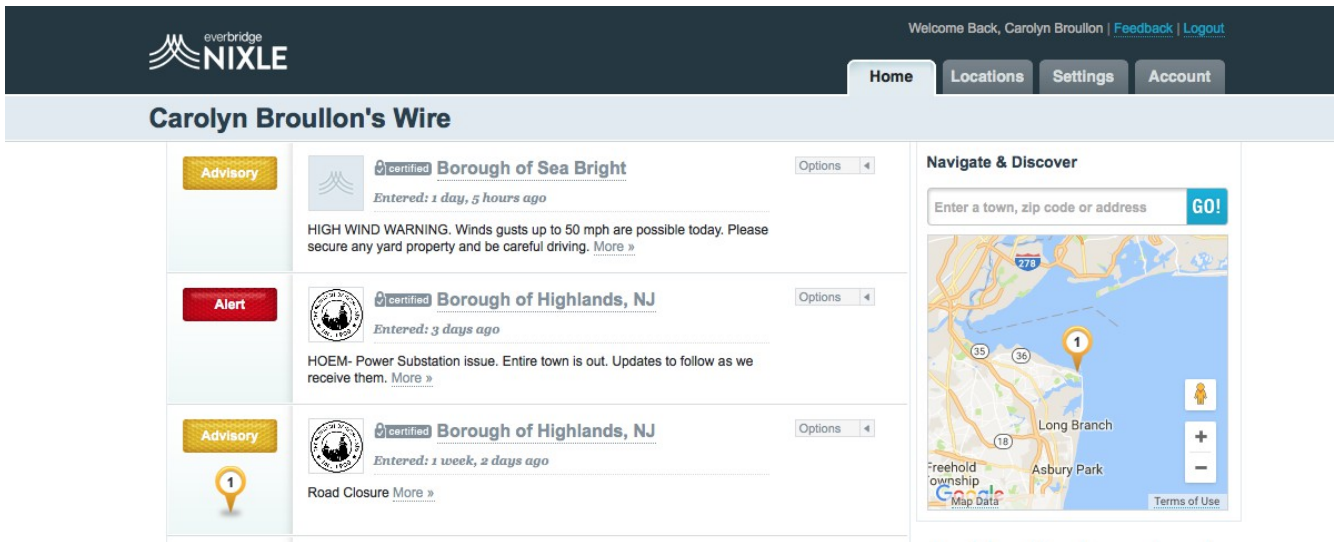 everbridge
NIXLE
Welcome Back, Carolyn Broullon | Feedback | Logout
Home
Locations
Settings
Account
Carolyn Broullon's Wire
Advisory
certified Borough of Sea Bright
Options
Entered: 1 day, 5 hours ago
HIGH WIND WARNING. Winds gusts up to 50 mph are possible today. Please
secure any yard property and be careful driving. More »
Alert
certified Borough of Highlands, NJ
Options
Entered: 3 days ago
HOEM- Power Substation issue. Entire town is out. Updates to follow as we
receive them. More »
Advisory
1
certified Borough of Highlands, NJ
Options
Entered: 1 week, 2 days ago
Road Closure More »
Navigate & Discover
Enter a town, zip code or address
GO!
278
1
35
36
Long Branch
18
+
Freehold
Township
Asbury Park
−
Google
Map Data
Terms of Use